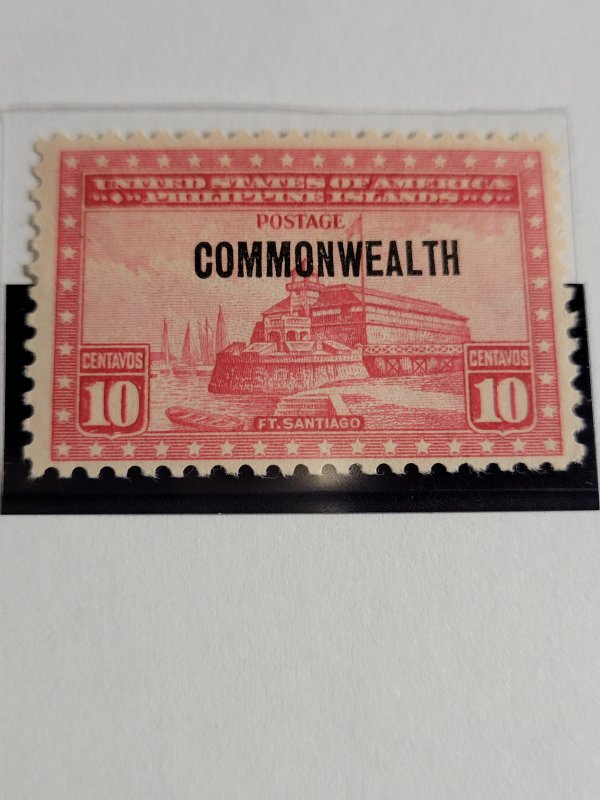 UNITED STATES OF AMERICA
PHILIPPINE ISLANDS
POSTAGE
COMMONWEALTH
CENTAVOS CENTAVOS
10 10
FT. SANTIAGO